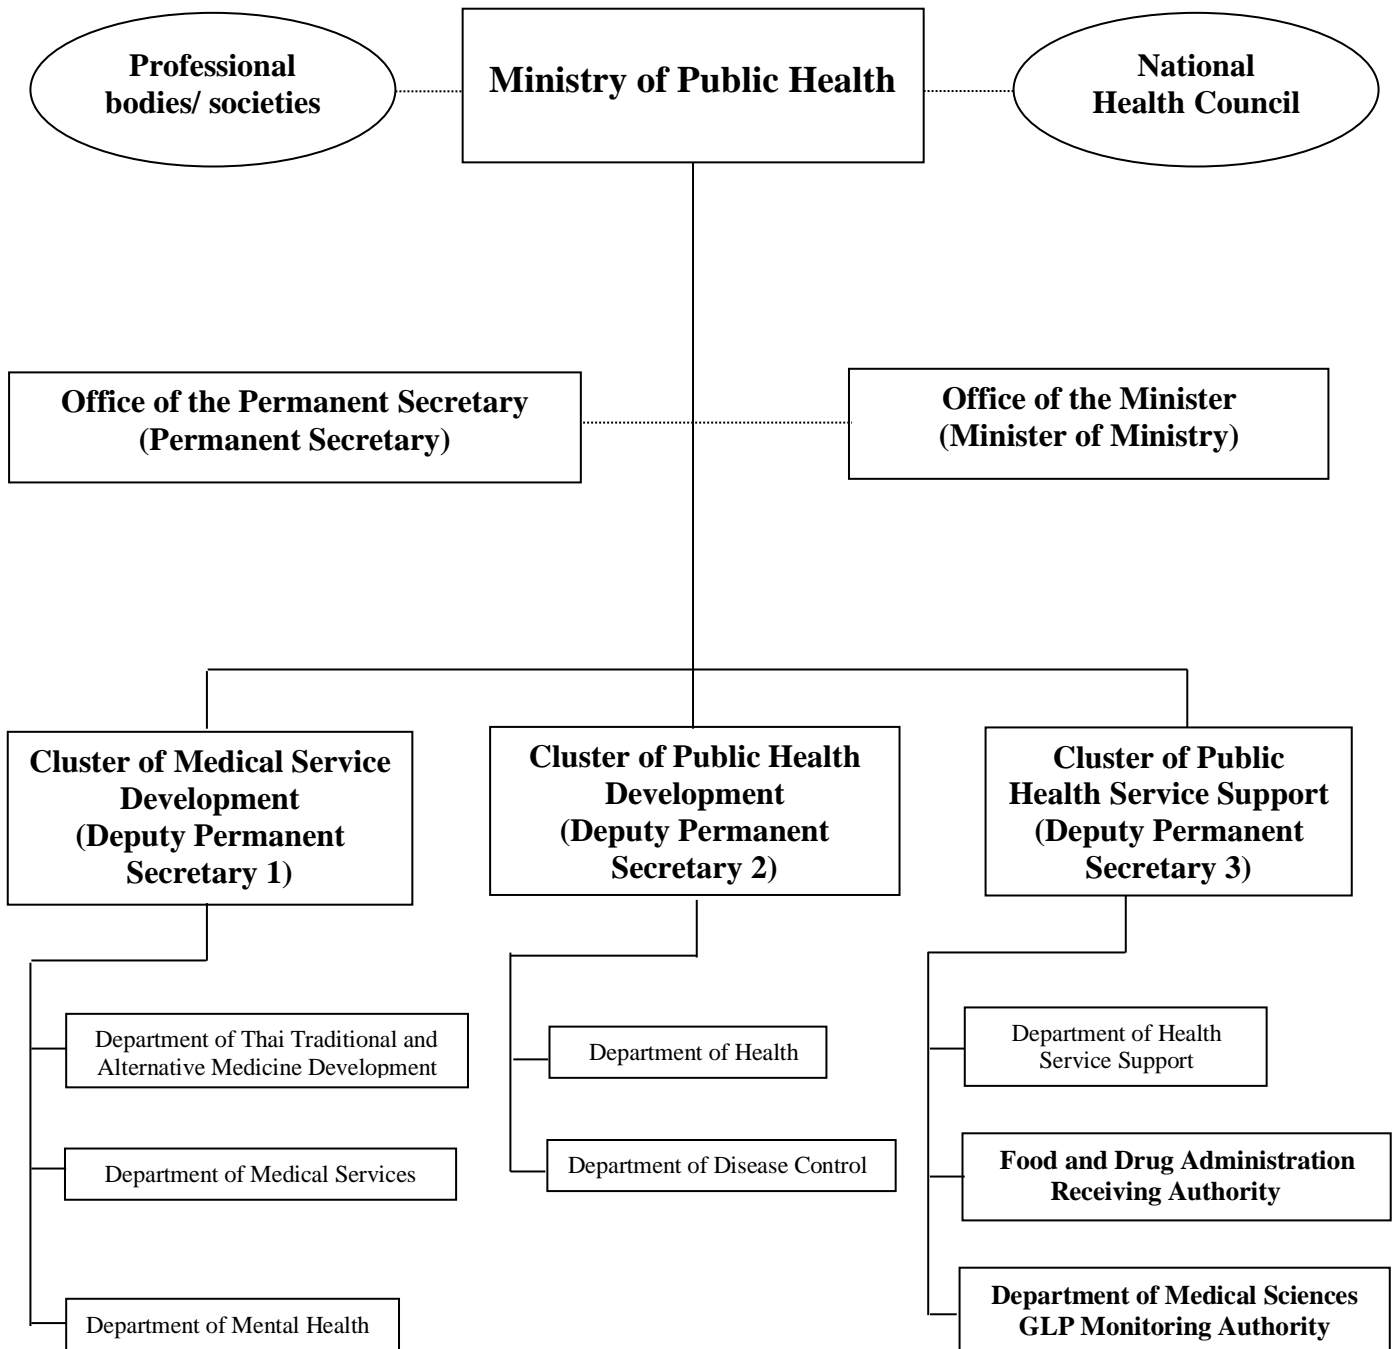 Professional
bodies/ societies
Ministry of Public Health
National
Health Council
Office of the Permanent Secretary
(Permanent Secretary)
Office of the Minister
(Minister of Ministry)
Cluster of Medical Service
Development
(Deputy Permanent
Secretary 1)
Cluster of Public Health
Development
(Deputy Permanent
Secretary 2)
Cluster of Public
Health Service Support
(Deputy Permanent
Secretary 3)
Department of Thai Traditional and
Alternative Medicine Development
Department of Medical Services
Department of Mental Health
Department of Health
Department of Disease Control
Department of Health
Service Support
Food and Drug Administration
Receiving Authority
Department of Medical Sciences
GLP Monitoring Authority